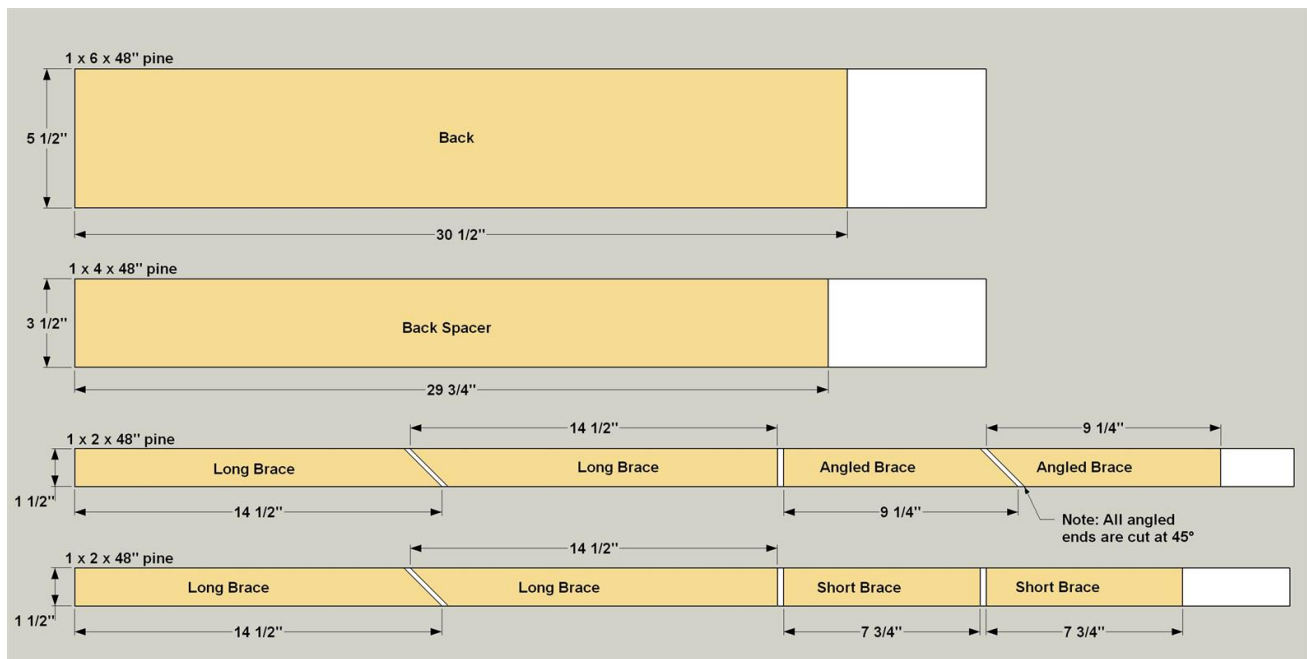 1 x 6 x 48" pine
5 1/2"
Back
30 1/2"
1 x 4 x 48" pine
3 1/2"
Back Spacer
29 3/4"
14 1/2"
9 1/4"
1 x 2 x 48" pine
Long Brace
Long Brace
Angled Brace
Angled Brace
1 1/2"
14 1/2"
9 1/4"
Note: All angled
ends are cut at 45°
14 1/2"
1 x 2 x 48" pine
Long Brace
Long Brace
Short Brace
Short Brace
1 1/2"
14 1/2"
7 3/4"
7 3/4"